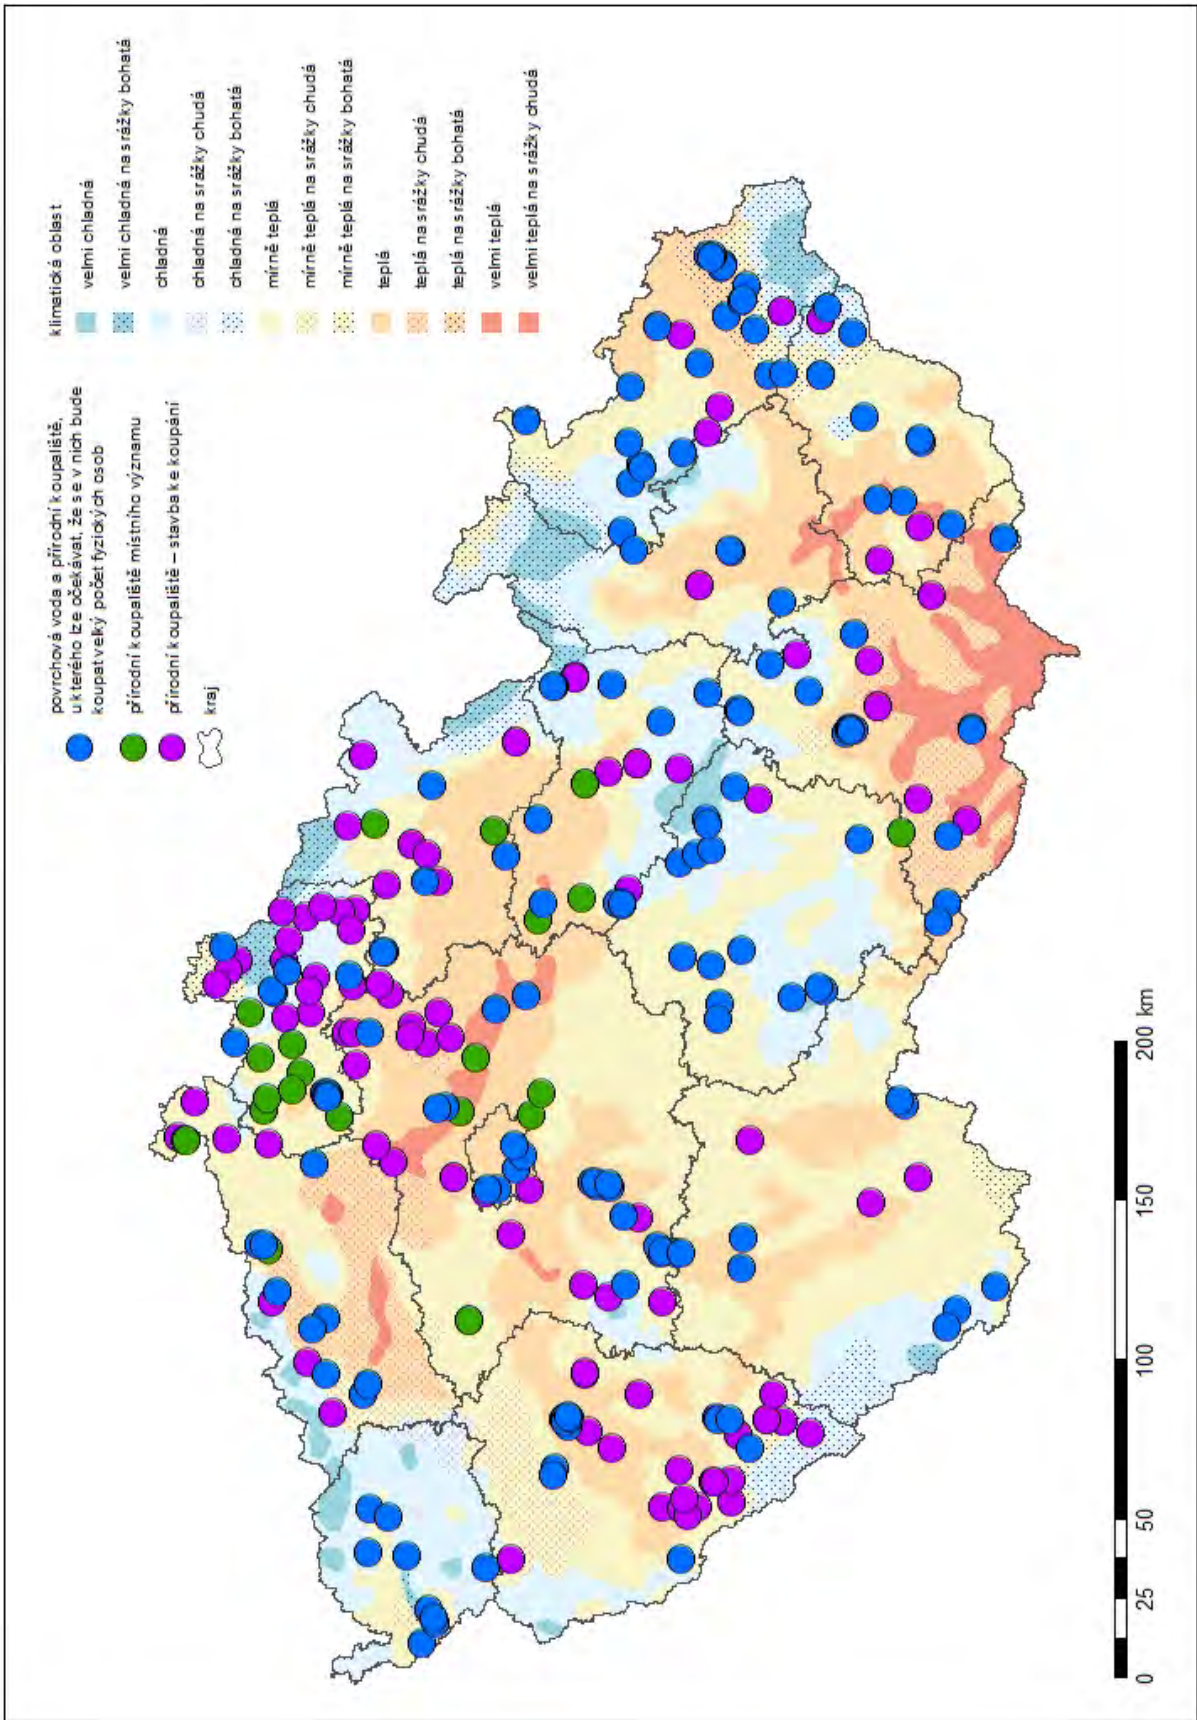 povrchová voda a přírodní koupaliště,
u kterého lze očekávat, že se v nich bude
koupat velký počet fyzických osob
přírodní koupaliště místního významu
přírodní koupaliště – stavba ke koupání
kraj
klimatická oblast
velmi chladná
velmi chladná na srážky bohatá
chladná
chladná na srážky chudá
chladná na srážky bohatá
mírně teplá
mírně teplá na srážky chudá
mírně teplá na srážky bohatá
teplá
teplá na srážky chudá
teplá na srážky bohatá
velmi teplá
velmi teplá na srážky chudá
0 25 50 100 150 200 km